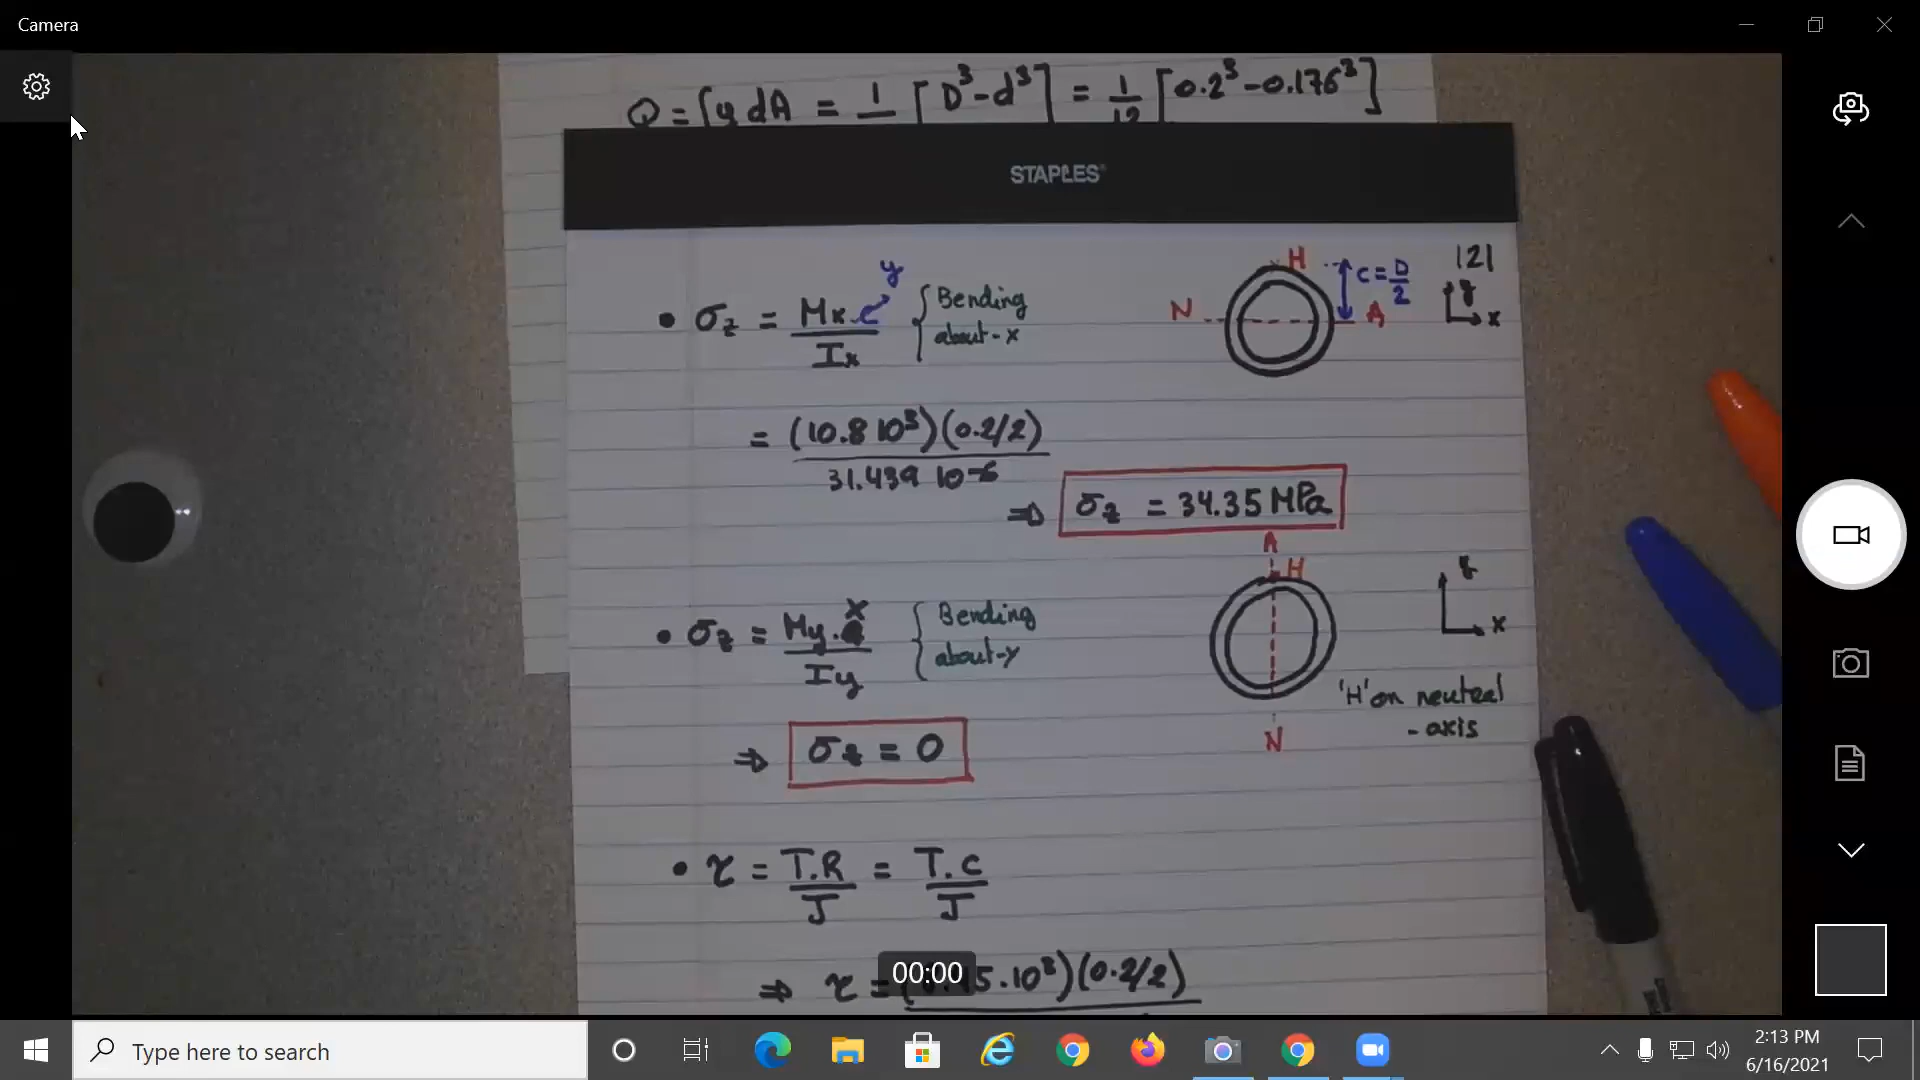 Camera
Q = ∫y dA = 1/12 [D³-d³] = 1/12 [0.2³-0.176³]
STAPLES
121
• σz = Mx.c/Ix
y
{Bending about-x
H
N
A
C = D/2
y
x
= (10.8 10³)(0.2/2)/31.439 10-6
⇒ σz = 34.35 MPa
A
H
• σz = My.x/Iy
{Bending about-y
y
x
'H' on neutral
-axis
N
⇒ σz = 0
• τ = T.R/J = T.c/J
⇒ τ = 45.10³)(0.2/2)
00:00
Type here to search
2:13 PM
6/16/2021